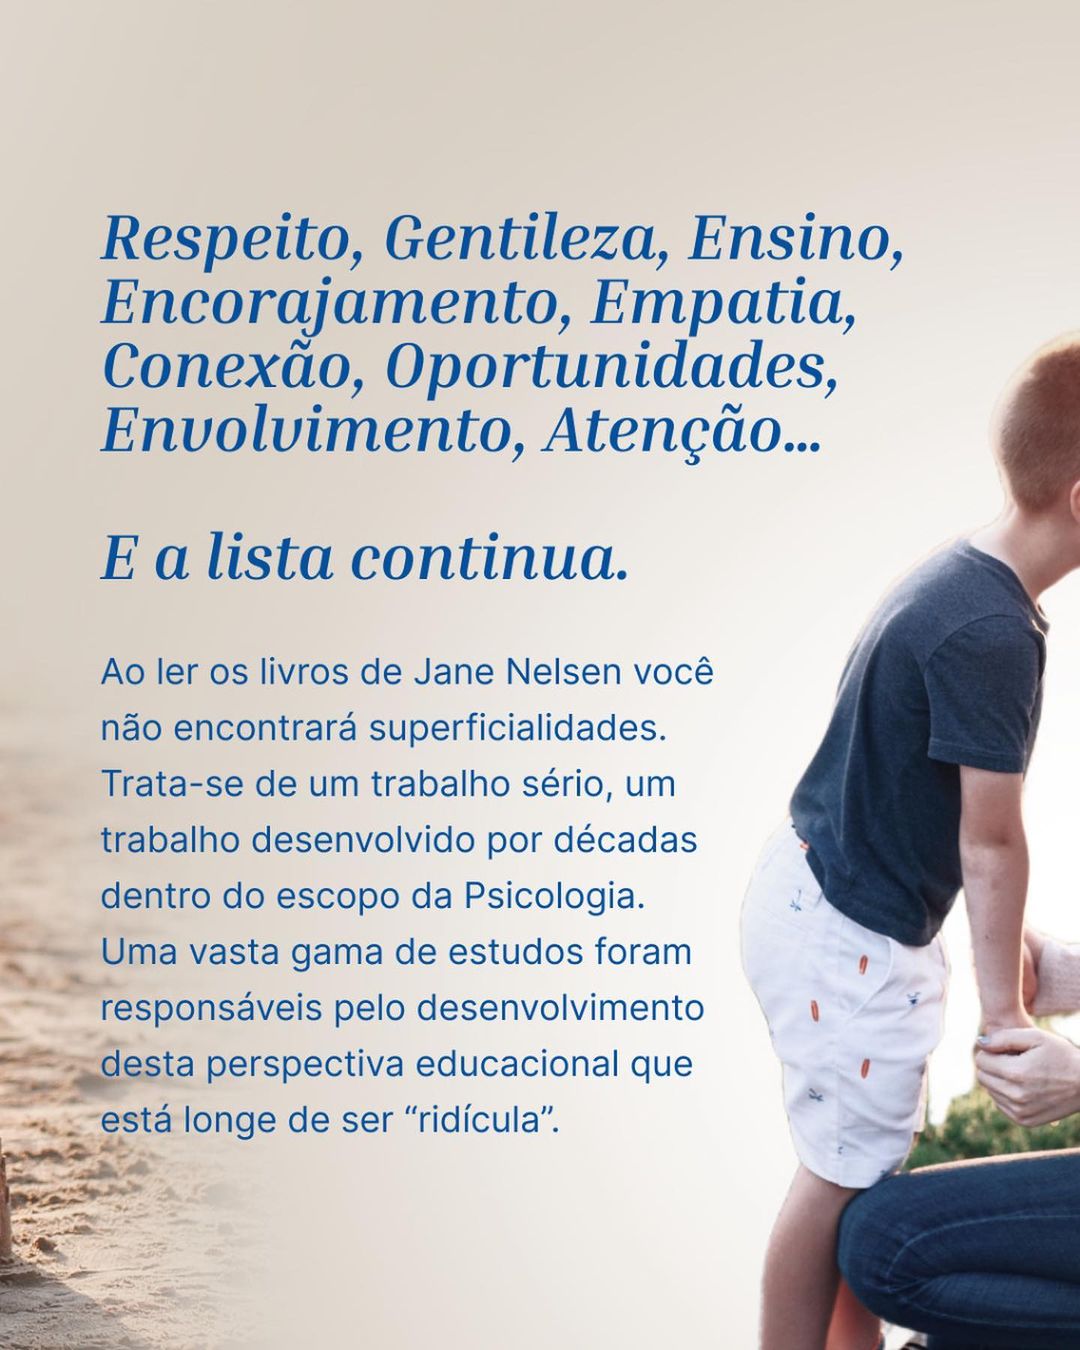 Respeito, Gentileza, Ensino,
Encorajamento, Empatia,
Conexão, Oportunidades,
Envolvimento, Atenção...
E a lista continua.
Ao ler os livros de Jane Nelsen você
não encontrará superficialidades.
Trata-se de um trabalho sério, um
trabalho desenvolvido por décadas
dentro do escopo da Psicologia.
Uma vasta gama de estudos foram
responsáveis pelo desenvolvimento
desta perspectiva educacional que
está longe de ser “ridícula”.